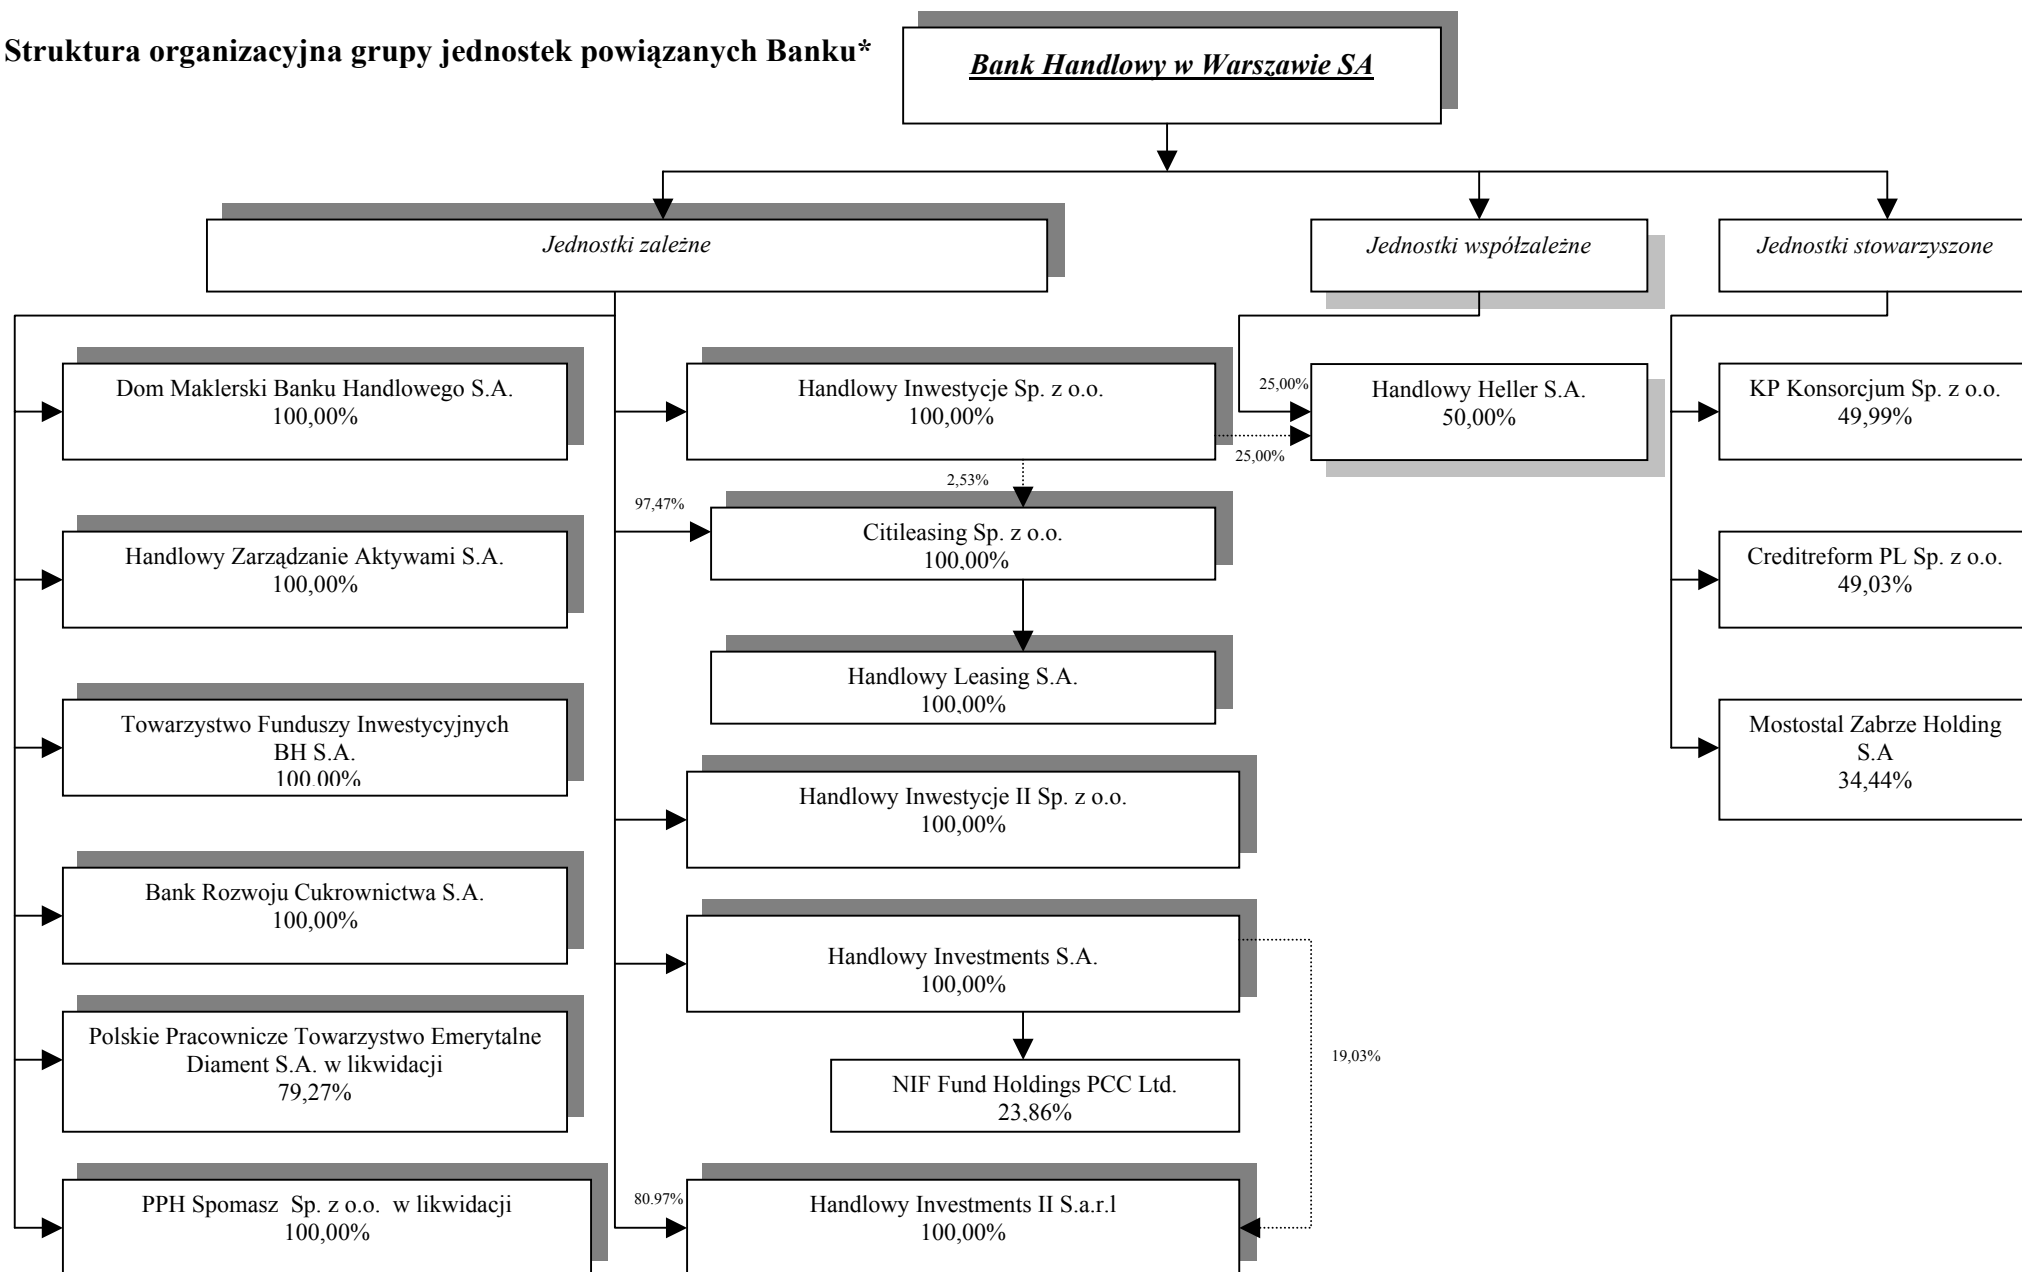 Struktura organizacyjna grupy jednostek powiązanych Banku*
Bank Handlowy w Warszawie SA
Jednostki zależne
Jednostki współzależne
Jednostki stowarzyszone
Dom Maklerski Banku Handlowego S.A.
100,00%
Handlowy Zarządzanie Aktywami S.A.
100,00%
Towarzystwo Funduszy Inwestycyjnych
BH S.A.
100,00%
Bank Rozwoju Cukrownictwa S.A.
100,00%
Polskie Pracownicze Towarzystwo Emerytalne
Diament S.A. w likwidacji
79,27%
PPH Spomasz  Sp. z o.o.  w likwidacji
100,00%
Handlowy Inwestycje Sp. z o.o.
100,00%
2,53%
97,47%
Citileasing Sp. z o.o.
100,00%
Handlowy Leasing S.A.
100,00%
Handlowy Inwestycje II Sp. z o.o.
100,00%
Handlowy Investments S.A.
100,00%
19,03%
NIF Fund Holdings PCC Ltd.
23,86%
80.97%
Handlowy Investments II S.a.r.l
100,00%
25,00%
25,00%
Handlowy Heller S.A.
50,00%
KP Konsorcjum Sp. z o.o.
49,99%
Creditreform PL Sp. z o.o.
49,03%
Mostostal Zabrze Holding
S.A
34,44%